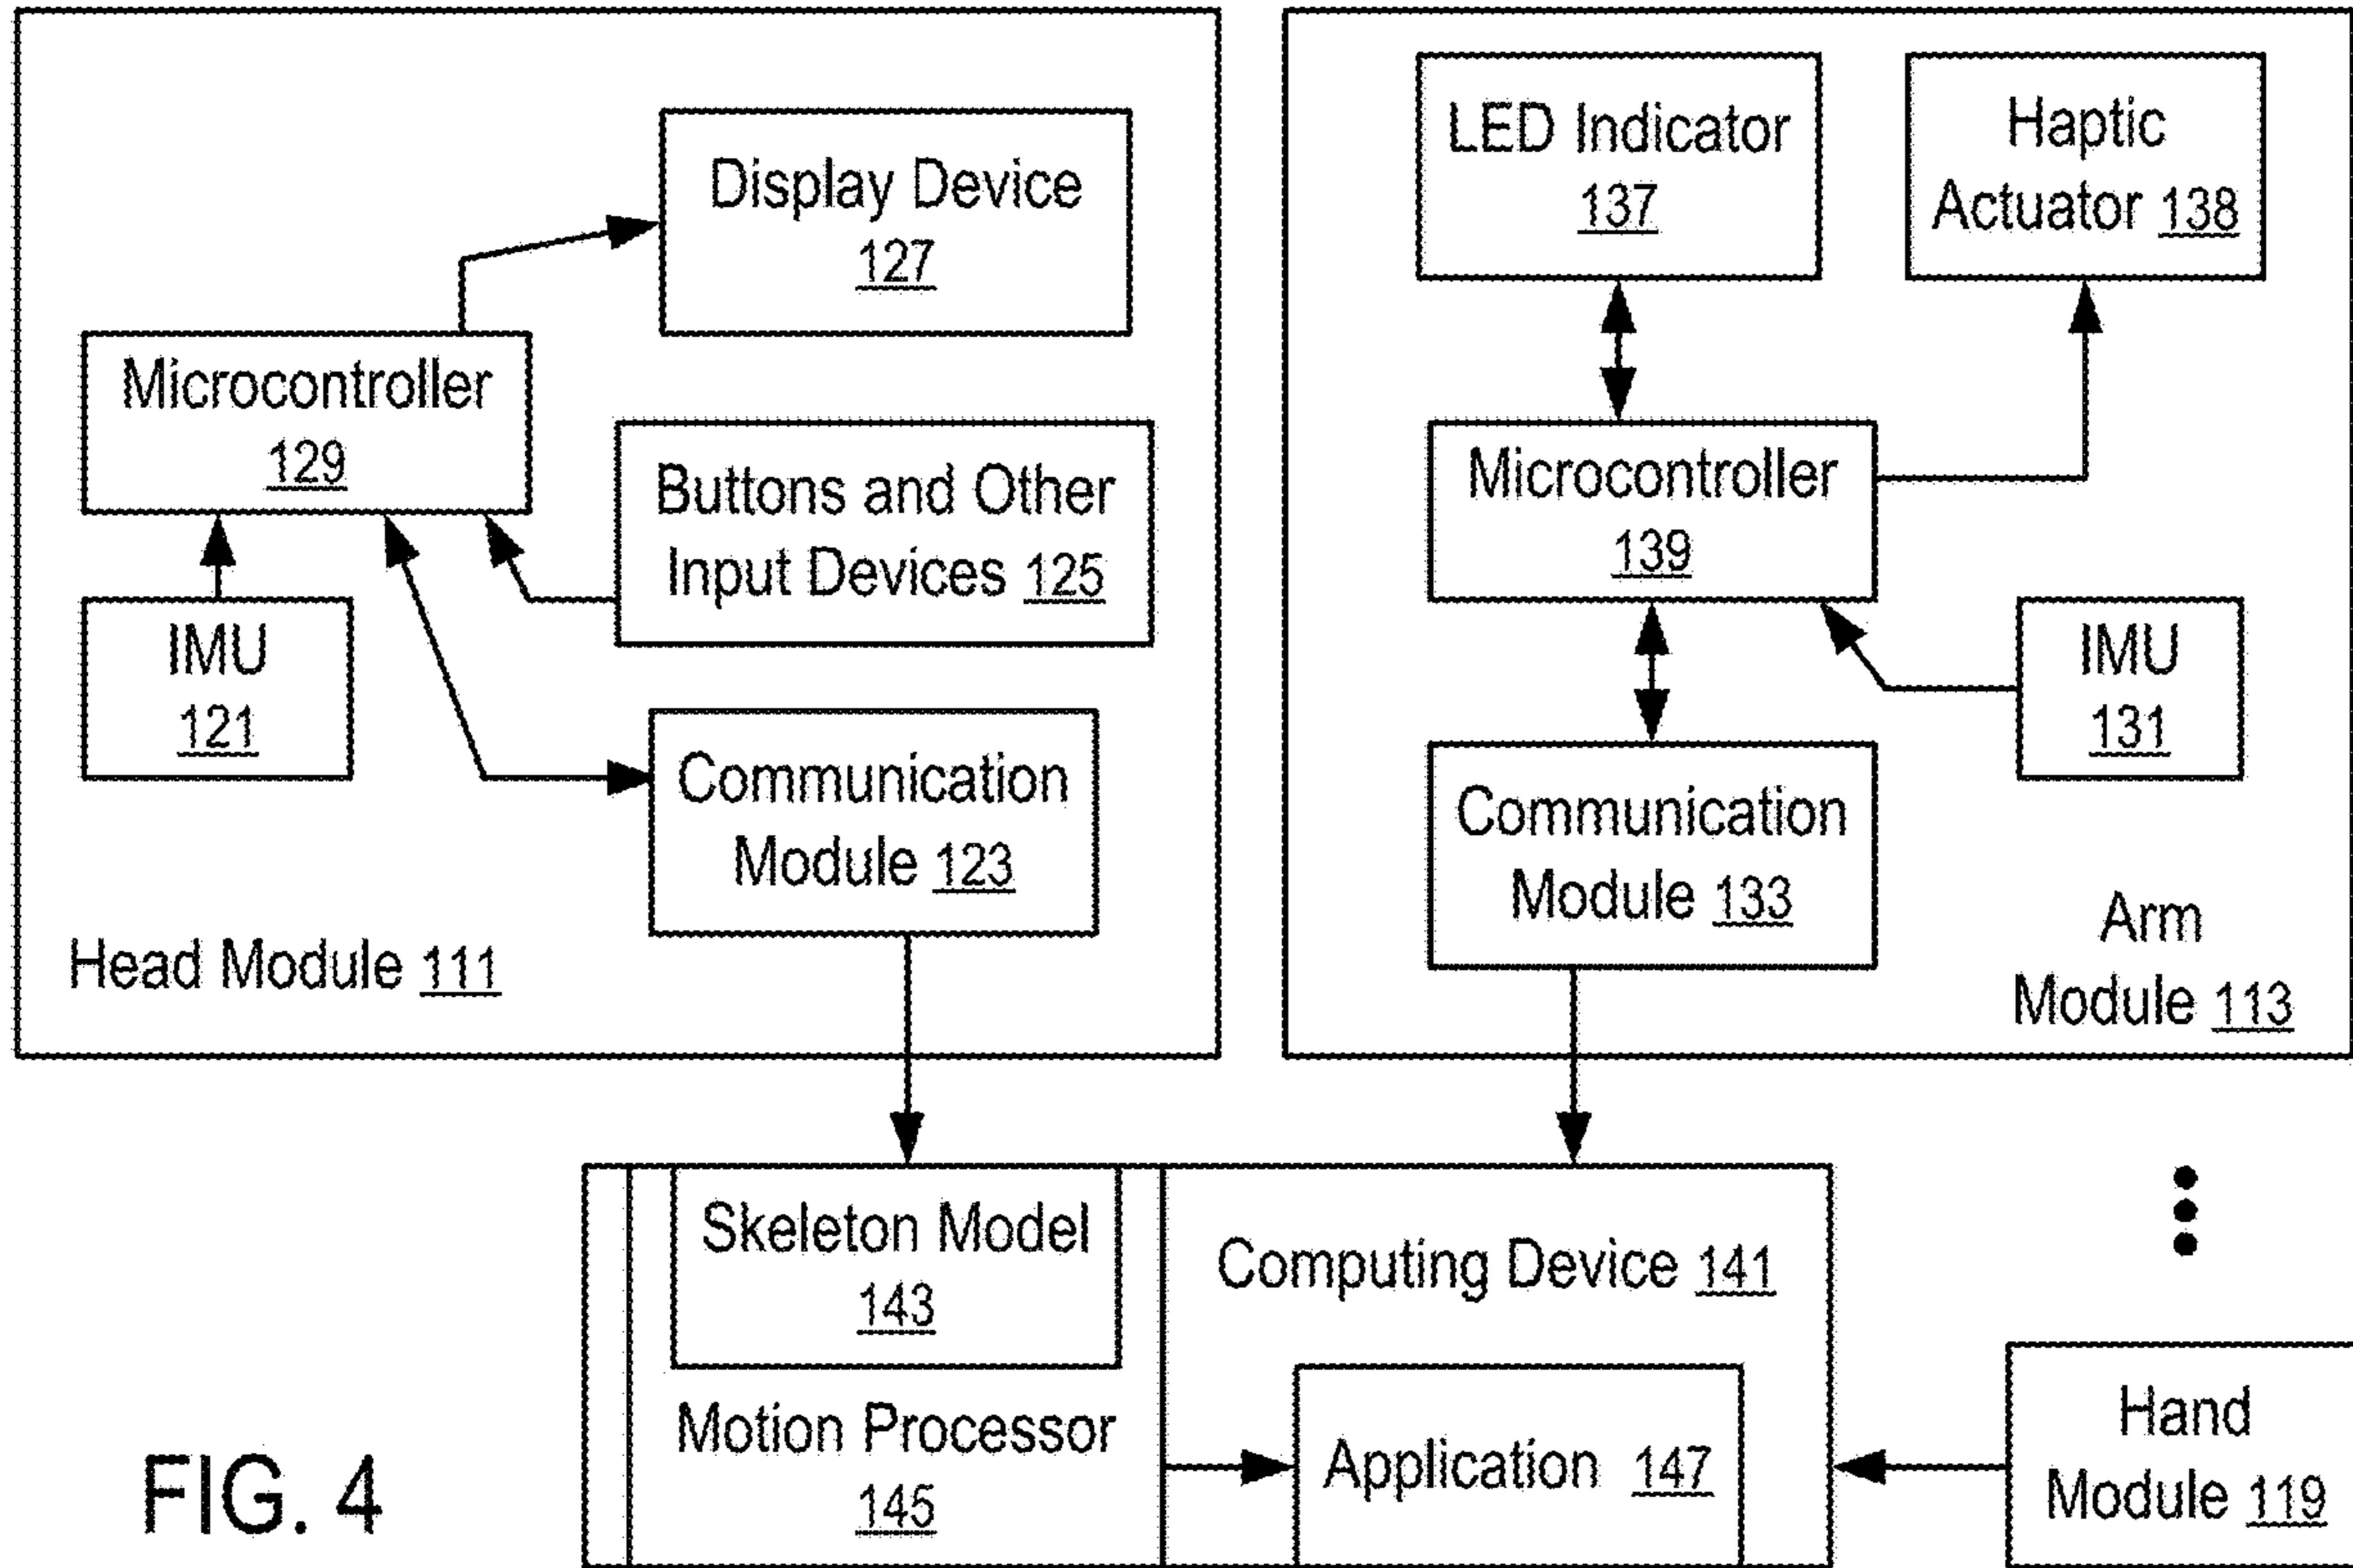 Display Device
127
Microcontroller
129
Buttons and Other
Input Devices 125
IMU
121
Communication
Module 123
Head Module 111
LED Indicator
137
Haptic
Actuator 138
Microcontroller
139
IMU
131
Communication
Module 133
Arm
Module 113
Skeleton Model
143
Motion Processor
145
Computing Device 141
Application 147
Hand
Module 119
FIG. 4